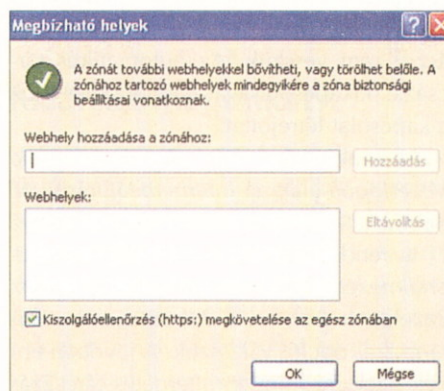 Megbízható helyek
A zónát további webhelyekkel bővítheti, vagy törölhet belőle. A
zónához tartozó webhelyek mindegyikére a zóna biztonsági
beállításai vonatkoznak.
Webhely hozzáadása a zónához:
Hozzáadás
Webhelyek:
Eltávolítás
Kiszolgálóellenőrzés (https:) megkövetelése az egész zónában
OK Mégse